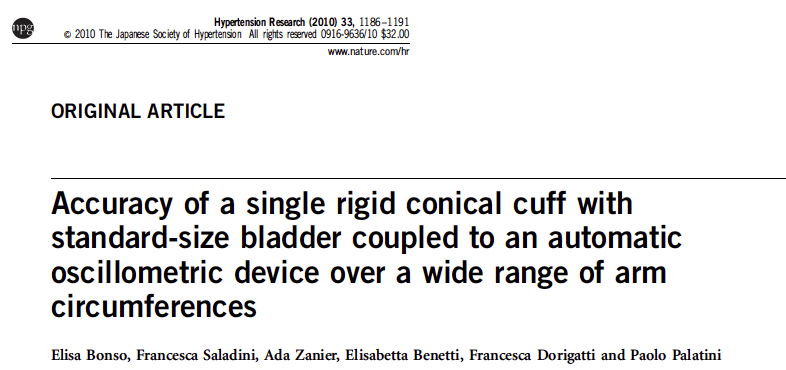 npg
Hypertension Research (2010) 33, 1186–1191
© 2010 The Japanese Society of Hypertension All rights reserved 0916-9636/10 $32.00
www.nature.com/hr
ORIGINAL ARTICLE
Accuracy of a single rigid conical cuff with
standard-size bladder coupled to an automatic
oscillometric device over a wide range of arm
circumferences
Elisa Bonso, Francesca Saladini, Ada Zanier, Elisabetta Benetti, Francesca Dorigatti and Paolo Palatini